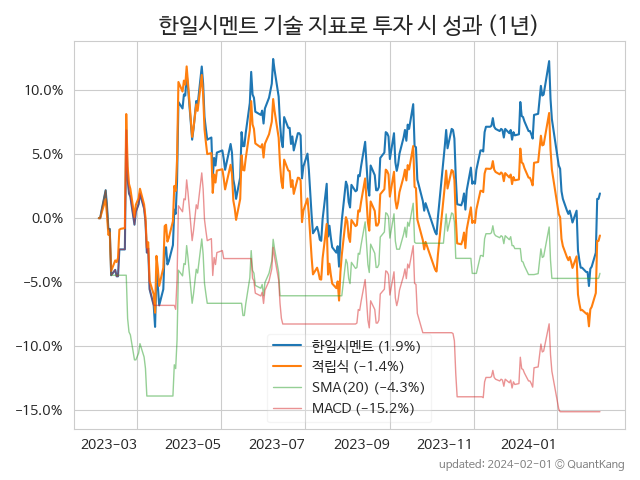 한일시멘트 기술 지표로 투자 시 성과 (1년)
10.0%
5.0%
0.0%
−5.0%
−10.0%
−15.0%
한일시멘트 (1.9%)
적립식 (−1.4%)
SMA(20) (−4.3%)
MACD (−15.2%)
2023−03 2023−05 2023−07 2023−09 2023−11 2024−01
updated: 2024−02−01 © QuantKang